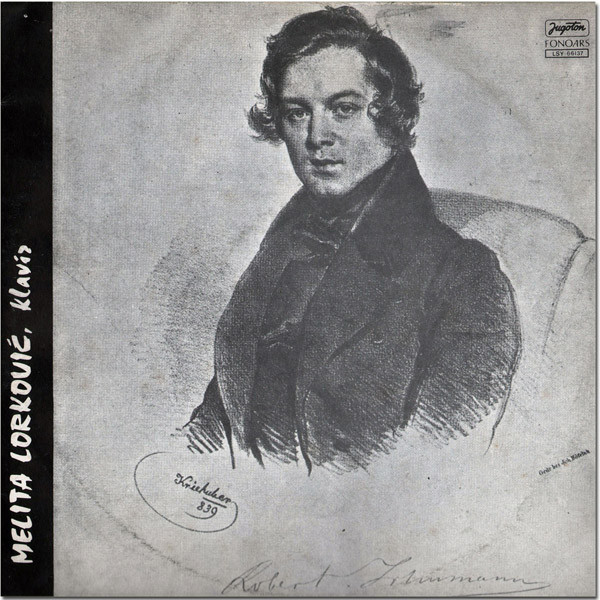 Jugoton
FONOARS
LSY 66137
MELITA LORKOVIĆ, klavir
Kriehuber
839
Robert Schumann